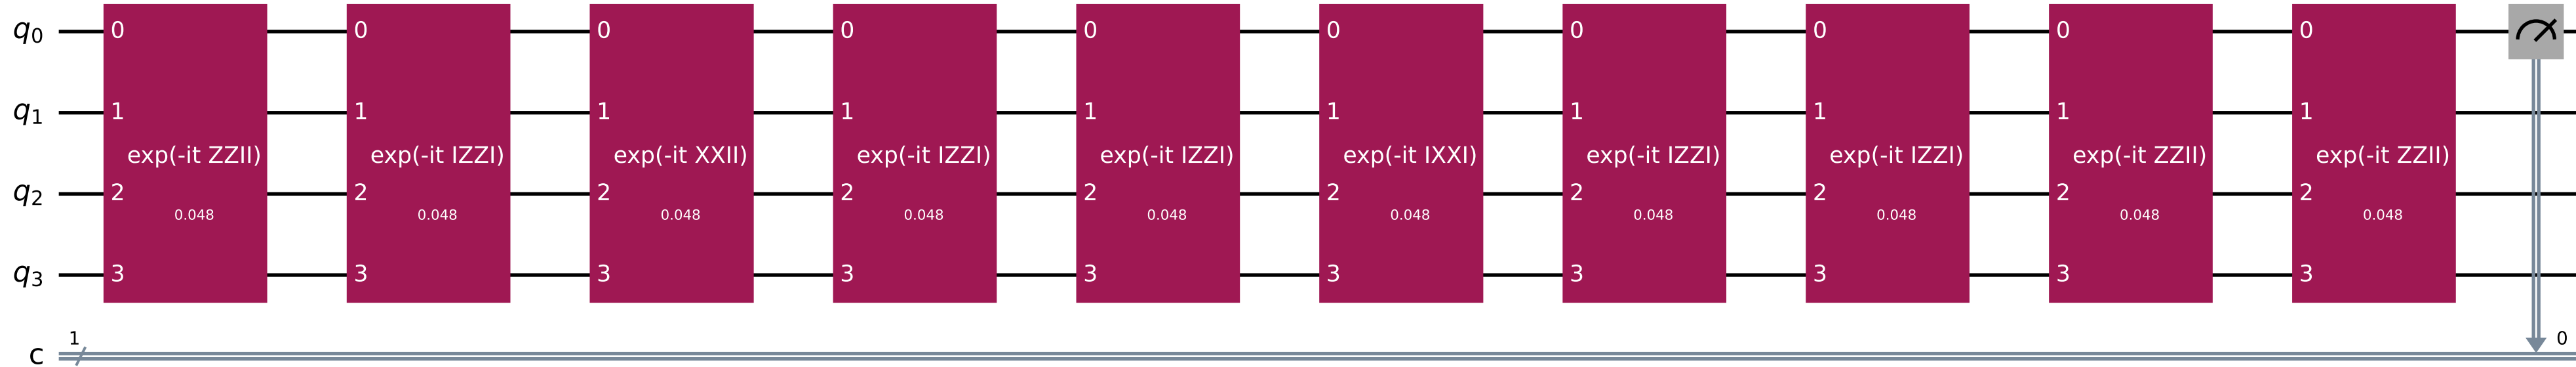 q0 0 0 0 0 0 0 0 0 0 0
q1 1 1 1 1 1 1 1 1 1 1
exp(-it ZZII) exp(-it IZZI) exp(-it XXII) exp(-it IZZI) exp(-it IZZI) exp(-it IXXI) exp(-it IZZI) exp(-it IZZI) exp(-it ZZII) exp(-it ZZII)
q2 2 2 2 2 2 2 2 2 2 2
0.048 0.048 0.048 0.048 0.048 0.048 0.048 0.048 0.048 0.048
q3 3 3 3 3 3 3 3 3 3 3
1 0
c